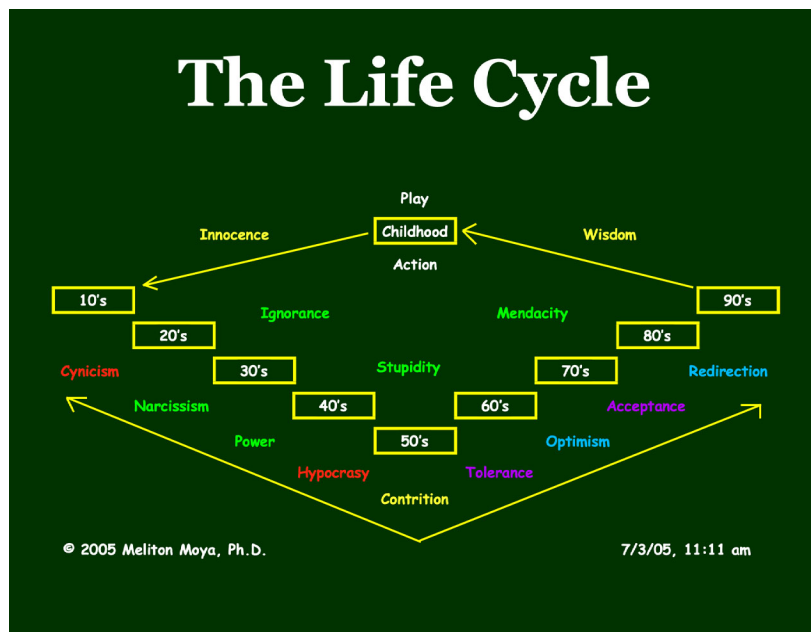 The Life Cycle
Play
Innocence Childhood Wisdom
Action
10's 90's
Ignorance Mendacity
20's 80's
Cynicism 30's Stupidity 70's Redirection
Narcissism 40's 60's Acceptance
Power 50's Optimism
Hypocrasy Tolerance
Contrition
© 2005 Meliton Moya, Ph.D. 7/3/05, 11:11 am